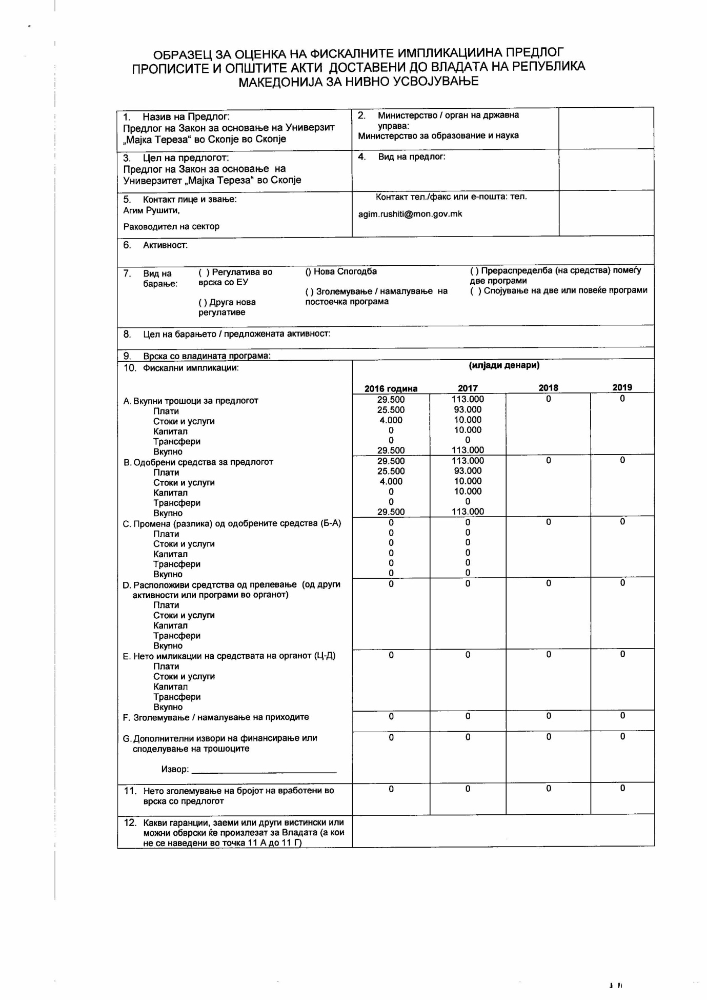 ОБРАЗЕЦ ЗА ОЦЕНКА НА ФИСКАЛНИТЕ ИМПЛИКАЦИИНА ПРЕДЛОГ
ПРОПИСИТЕ И ОПШТИТЕ АКТИ ДОСТАВЕНИ ДО ВЛАДАТА НА РЕПУБЛИКА
МАКЕДОНИЈА ЗА НИВНО УСВОЈУВАЊЕ
1. Назив на Предлог:
Предлог на Закон за основање на Универзит
„Мајка Тереза“ во Скопје во Скопје
2. Министерство / орган на државна
управа:
Министерство за образование и наука
3. Цел на предлогот:
Предлог на Закон за основање на
Универзитет „Мајка Тереза“ во Скопје
4. Вид на предлог:
5. Контакт лице и звање:
Агим Рушити,
Раководител на сектор
Контакт тел./факс или е-пошта: тел.
agim.rushiti@mon.gov.mk
6. Активност:
7. Вид на
барање:
( ) Регулатива во
врска со ЕУ
( ) Друга нова
регулативе
() Нова Спогодба
( ) Зголемување / намалување на
постоечка програма
( ) Прераспределба (на средства) помеѓу
две програми
( ) Спојување на две или повеќе програми
8. Цел на барањето / предложената активност:
9. Врска со владината програма:
10. Фискални импликации:
(илјади денари)
2016 година 2017 2018 2019
А. Вкупни трошоци за предлогот 29.500 113.000 0 0
Плати 25.500 93.000
Стоки и услуги 4.000 10.000
Капитал 0 10.000
Трансфери 0 0
Вкупно 29.500 113.000
B. Одобрени средства за предлогот 29.500 113.000 0 0
Плати 25.500 93.000
Стоки и услуги 4.000 10.000
Капитал 0 10.000
Трансфери 0 0
Вкупно 29.500 113.000
C. Промена (разлика) од одобрените средства (Б-А) 0 0 0 0
Плати 0 0
Стоки и услуги 0 0
Капитал 0 0
Трансфери 0 0
Вкупно 0 0
D. Расположиви средтства од прелевање (од други 0 0 0 0
активности или програми во органот)
Плати
Стоки и услуги
Капитал
Трансфери
Вкупно
E. Нето имликации на средствата на органот (Ц-Д) 0 0 0 0
Плати
Стоки и услуги
Капитал
Трансфери
Вкупно
F. Зголемување / намалување на приходите 0 0 0 0
G. Дополнителни извори на финансирање или 0 0 0 0
споделување на трошоците
Извор:
11. Нето зголемување на бројот на вработени во 0 0 0 0
врска со предлогот
12. Какви гаранции, заеми или други вистински или
можни обврски ќе произлезат за Владата (а кои
не се наведени во точка 11 А до 11 Г)